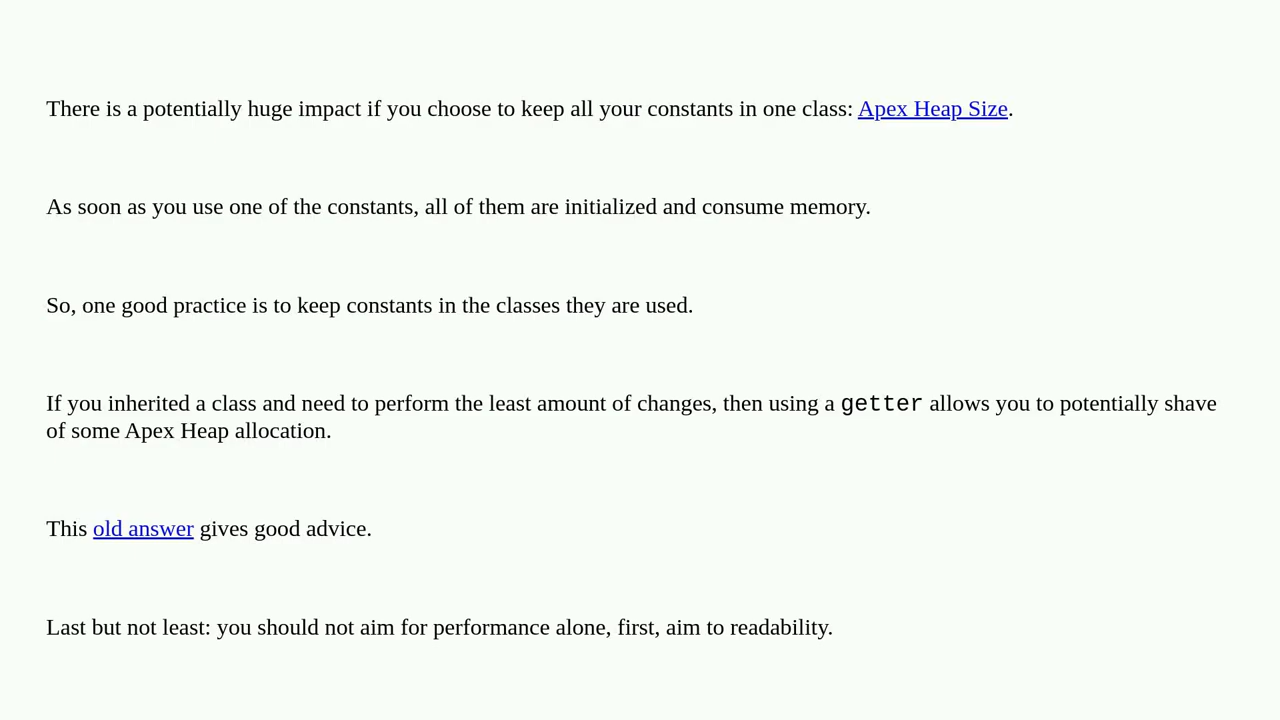 There is a potentially huge impact if you choose to keep all your constants in one class: Apex Heap Size.
As soon as you use one of the constants, all of them are initialized and consume memory.
So, one good practice is to keep constants in the classes they are used.
If you inherited a class and need to perform the least amount of changes, then using a getter allows you to potentially shave
of some Apex Heap allocation.
This old answer gives good advice.
Last but not least: you should not aim for performance alone, first, aim to readability.